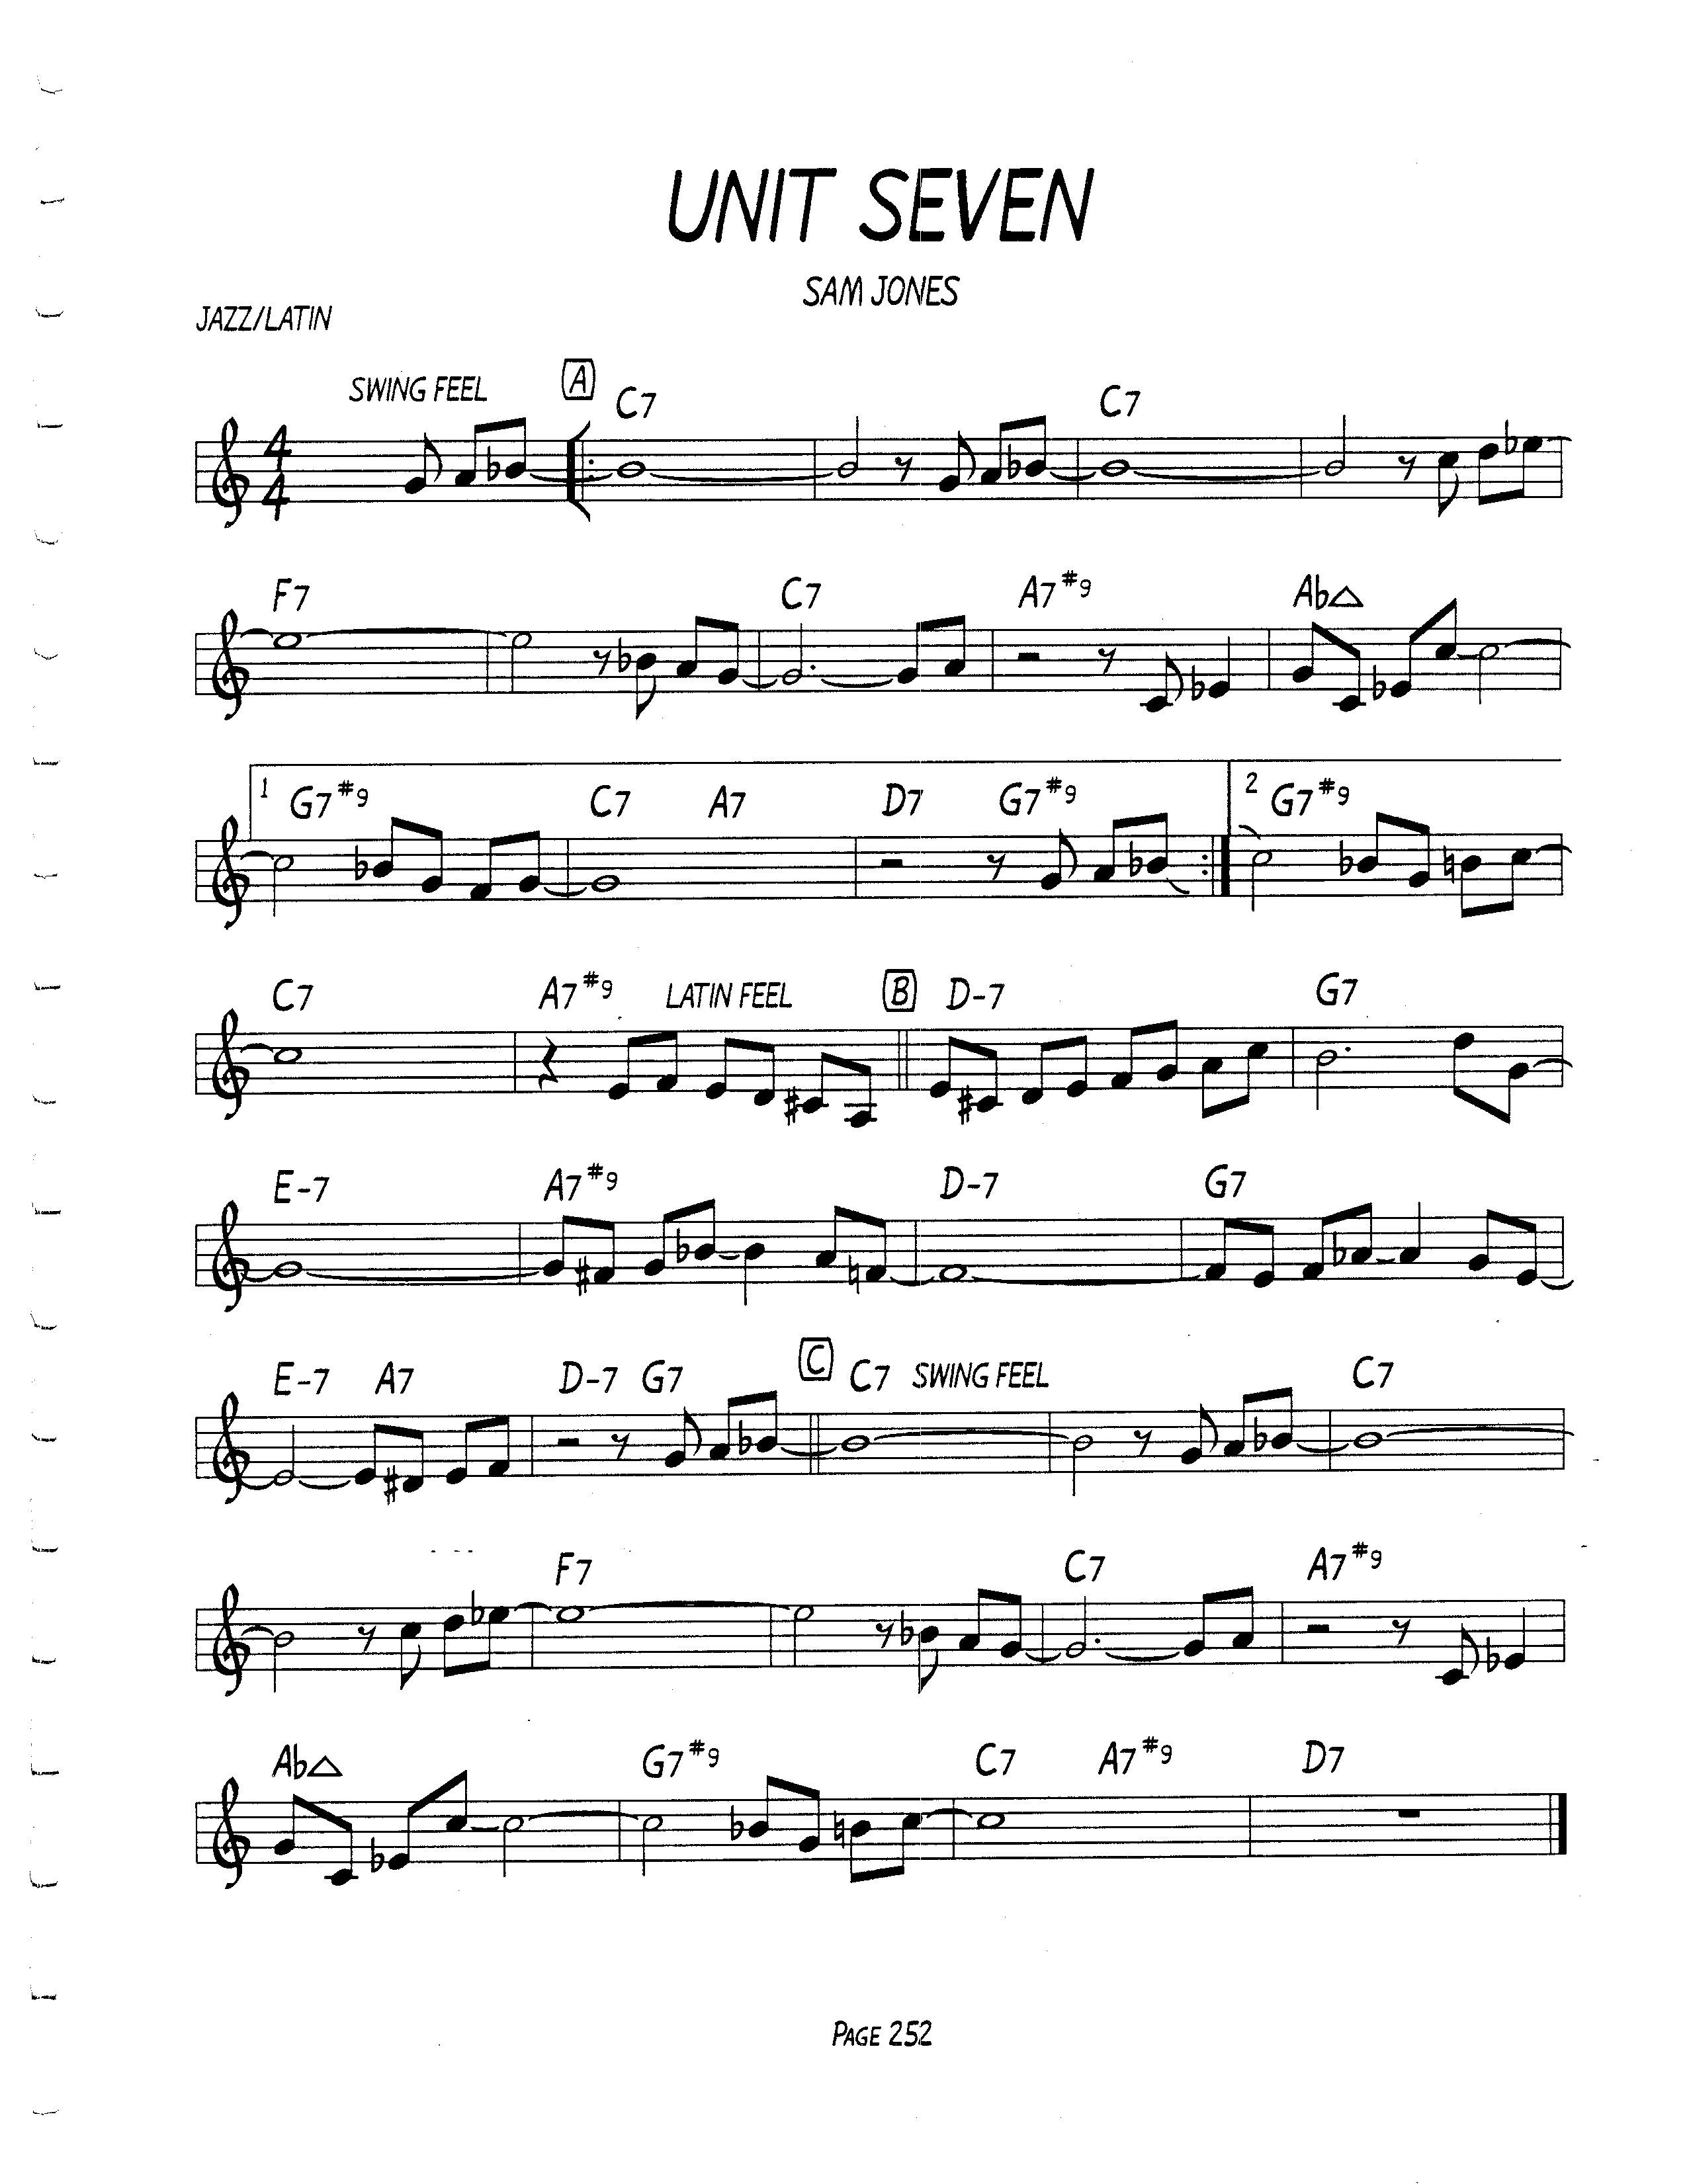 UNIT SEVEN
SAM JONES
JAZZ/LATIN
SWING FEEL A C7 C7
4
4
F7 C7 A7#9 Ab△
1 G7#9 C7 A7 D7 G7#9 2 G7#9
C7 A7#9 LATIN FEEL B D-7 G7
E-7 A7#9 D-7 G7
E-7 A7 D-7 G7 C C7 SWING FEEL C7
F7 C7 A7#9
Ab△ G7#9 C7 A7#9 D7
PAGE 252